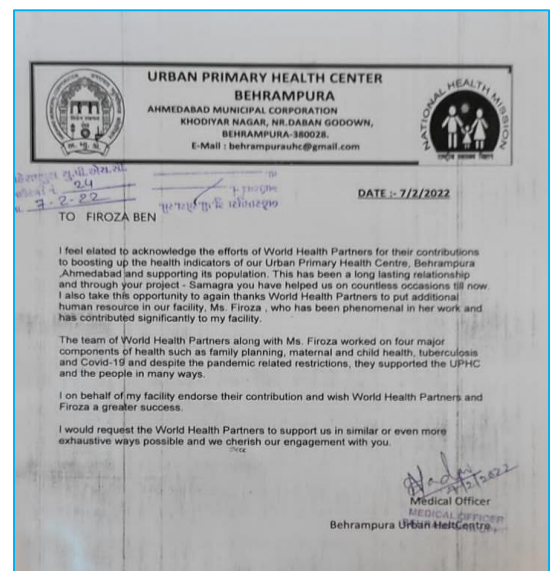 URBAN PRIMARY HEALTH CENTER
BEHRAMPURA
AHMEDABAD MUNICIPAL CORPORATION
KHODIYAR NAGAR, NR.DABAN GODOWN,
BEHRAMPURA-380028.
E-Mail : behrampurauhc@gmail.com
NATIONAL HEALTH MISSION
24
7.2.22
DATE :- 7/2/2022
TO FIROZA BEN
I feel elated to acknowledge the efforts of World Health Partners for their contributions
to boosting up the health indicators of our Urban Primary Health Centre, Behrampura
,Ahmedabad and supporting its population. This has been a long lasting relationship
and through your project - Samagra you have helped us on countless occasions till now.
I also take this opportunity to again thanks World Health Partners to put additional
human resource in our facility, Ms. Firoza , who has been phenomenal in her work and
has contributed significantly to my facility.
The team of World Health Partners along with Ms. Firoza worked on four major
components of health such as family planning, maternal and child health, tuberculosis
and Covid-19 and despite the pandemic related restrictions, they supported the UPHC
and the people in many ways.
I on behalf of my facility endorse their contribution and wish World Health Partners and
Firoza a greater success.
I would request the World Health Partners to support us in similar or even more
exhaustive ways possible and we cherish our engagement with you.
Medical Officer
MEDICAL OFFICER
Behrampura Urban HeltCentre